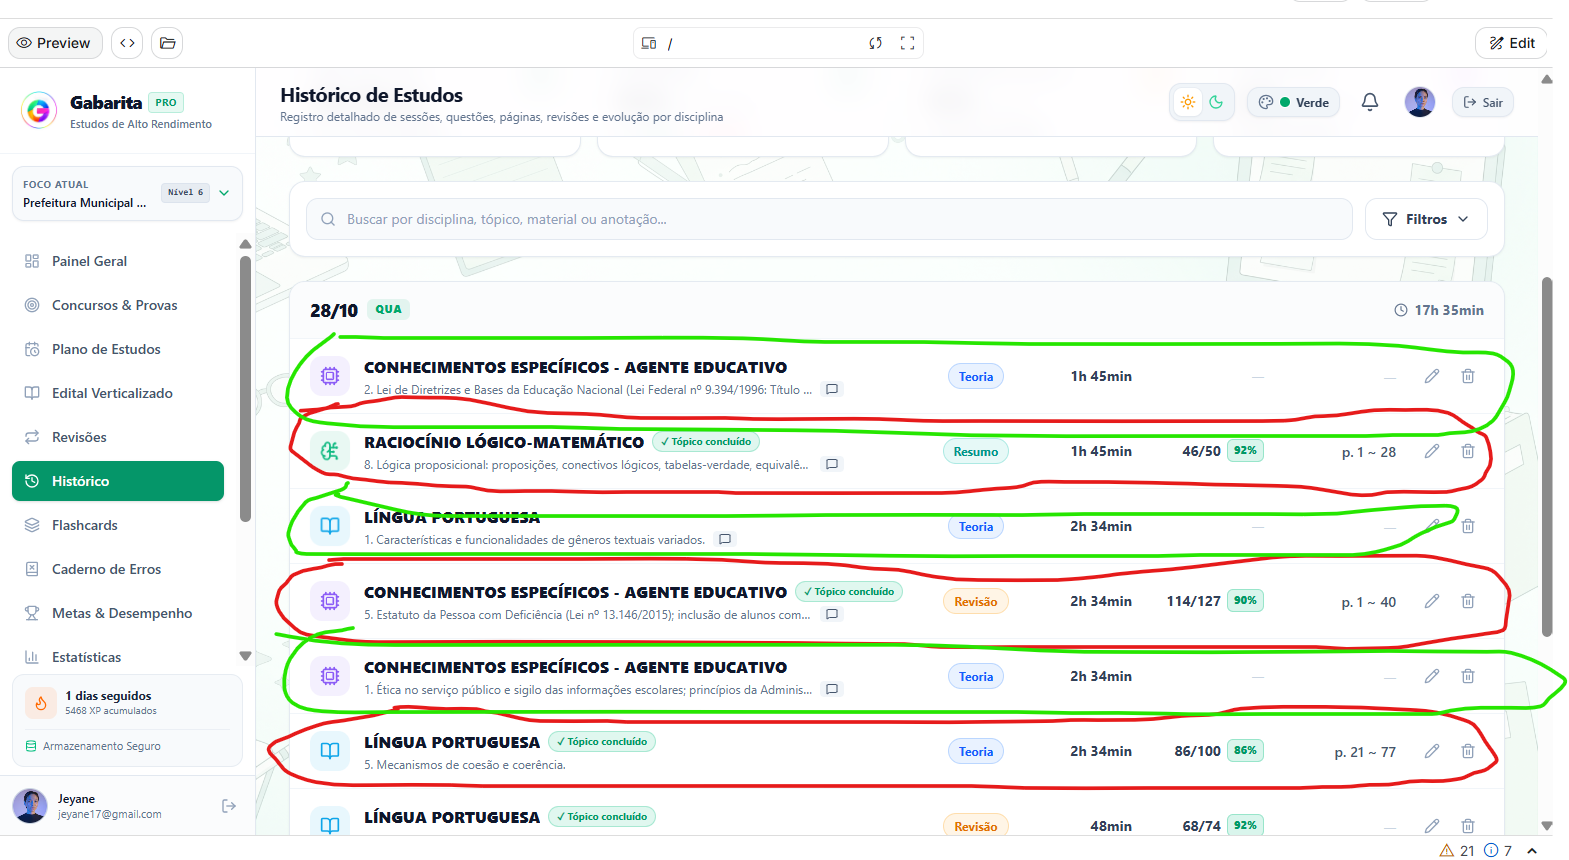 Preview
/
Edit
Gabarita PRO
Estudos de Alto Rendimento
FOCO ATUAL
Prefeitura Municipal ...
Nível 6
Painel Geral
Concursos & Provas
Plano de Estudos
Edital Verticalizado
Revisões
Histórico
Flashcards
Caderno de Erros
Metas & Desempenho
Estatísticas
1 dias seguidos
5468 XP acumulados
Armazenamento Seguro
Jeyane
jeyane17@gmail.com
Histórico de Estudos
Registro detalhado de sessões, questões, páginas, revisões e evolução por disciplina
Verde
Sair
Buscar por disciplina, tópico, material ou anotação...
Filtros
28/10 QUA
17h 35min
CONHECIMENTOS ESPECÍFICOS - AGENTE EDUCATIVO
2. Lei de Diretrizes e Bases da Educação Nacional (Lei Federal nº 9.394/1996: Título ...
Teoria 1h 45min — —
RACIOCÍNIO LÓGICO-MATEMÁTICO ✓ Tópico concluído
8. Lógica proposicional: proposições, conectivos lógicos, tabelas-verdade, equivalê...
Resumo 1h 45min 46/50 92% p. 1 ~ 28
LÍNGUA PORTUGUESA
1. Características e funcionalidades de gêneros textuais variados.
Teoria 2h 34min — —
CONHECIMENTOS ESPECÍFICOS - AGENTE EDUCATIVO ✓ Tópico concluído
5. Estatuto da Pessoa com Deficiência (Lei nº 13.146/2015); inclusão de alunos com...
Revisão 2h 34min 114/127 90% p. 1 ~ 40
CONHECIMENTOS ESPECÍFICOS - AGENTE EDUCATIVO
1. Ética no serviço público e sigilo das informações escolares; princípios da Adminis...
Teoria 2h 34min — —
LÍNGUA PORTUGUESA ✓ Tópico concluído
5. Mecanismos de coesão e coerência.
Teoria 2h 34min 86/100 86% p. 21 ~ 77
LÍNGUA PORTUGUESA ✓ Tópico concluído
Revisão 48min 68/74 92% —
21 7